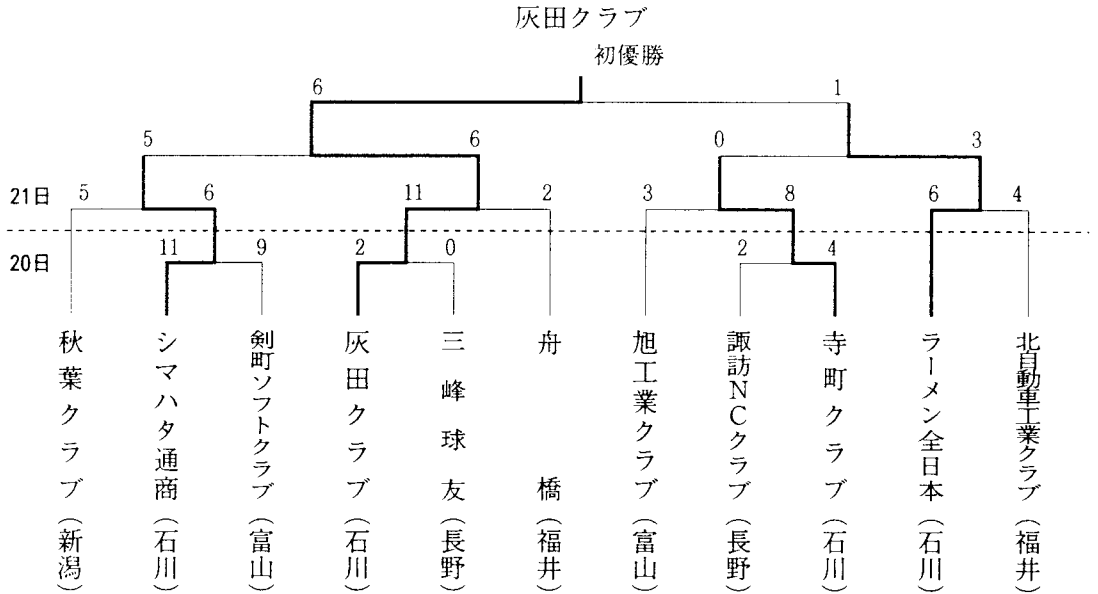 灰田クラブ
初優勝
6 1
5 6 0 3
21日 5 6 11 2 3 8 6 4
20日 11 9 2 0 2 4
秋葉クラブ(新潟)
シマハタ通商(石川)
剣町ソフトクラブ(富山)
灰田クラブ(石川)
三峰球友(長野)
舟橋(福井)
旭工業クラブ(富山)
諏訪NCクラブ(長野)
寺町クラブ(石川)
ラーメン全日本(石川)
北自動車工業クラブ(福井)